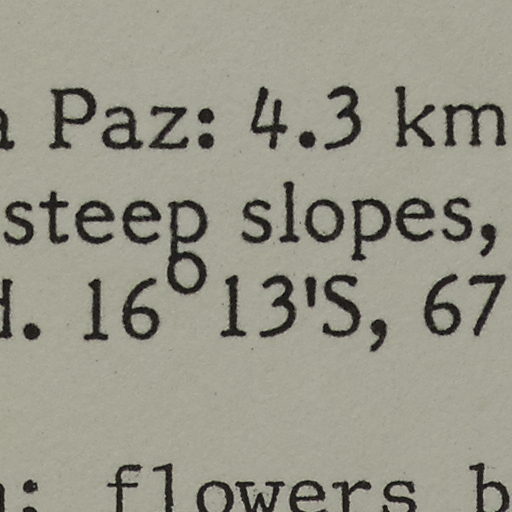 a Paz: 4.3 km
steep slopes,
d. 16° 13'S, 67
: flowers b